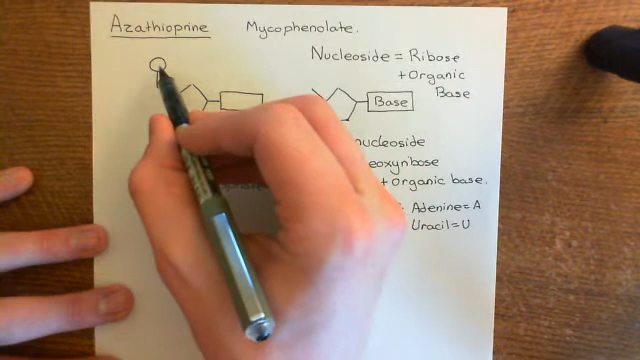 Azathioprine Mycophenolate.
Nucleoside = Ribose
+ Organic
Base
Base
nucleoside
eoxyribose
+ Organic base.
: Adenine = A
Uracil = U